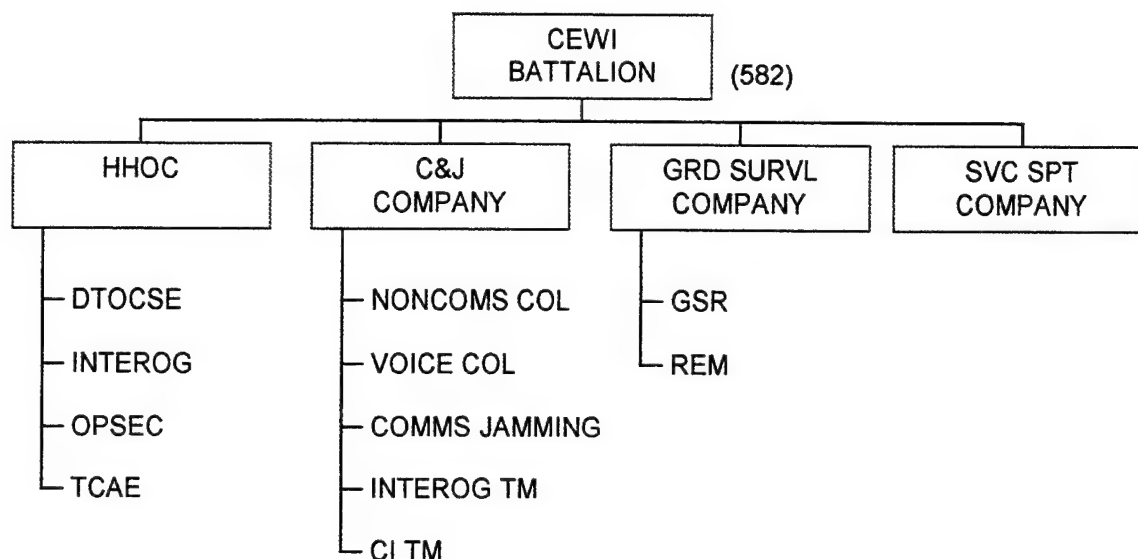 CEWI
BATTALION
(582)
HHOC
C&J
COMPANY
GRD SURVL
COMPANY
SVC SPT
COMPANY
DTOCSE
INTEROG
OPSEC
TCAE
NONCOMS COL
VOICE COL
COMMS JAMMING
INTEROG TM
CI TM
GSR
REM